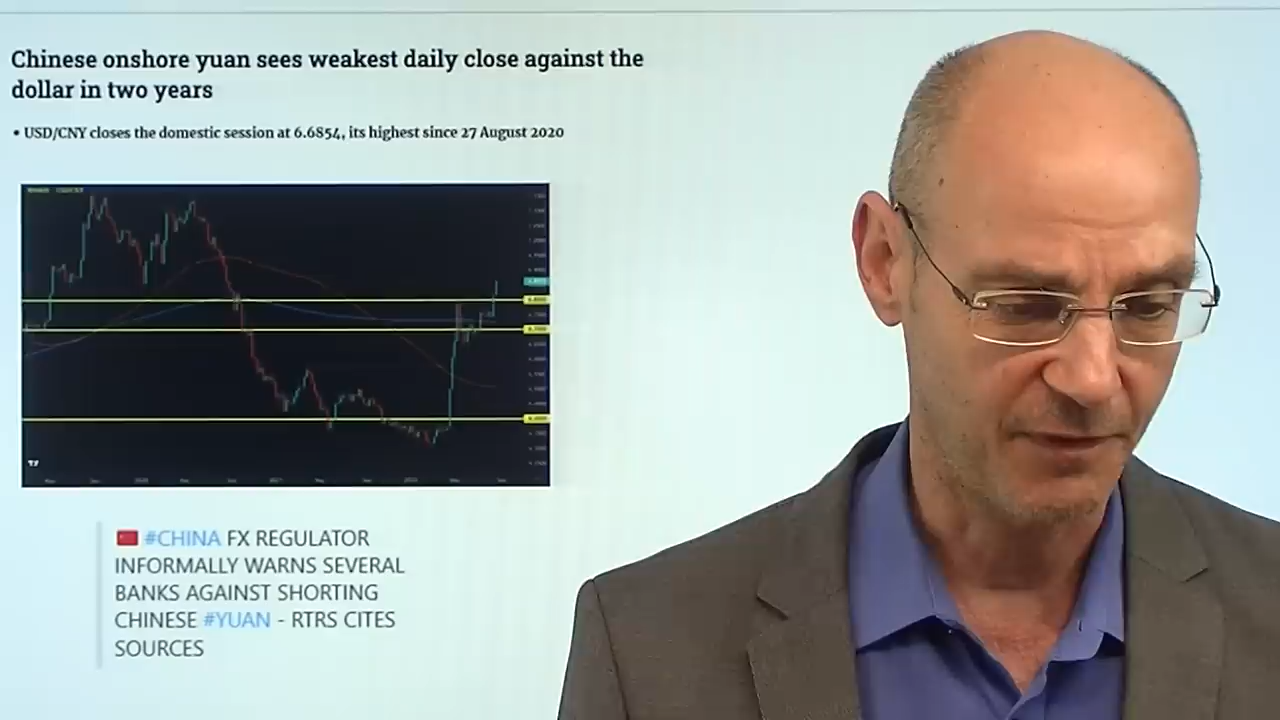 Chinese onshore yuan sees weakest daily close against the
dollar in two years
• USD/CNY closes the domestic session at 6.6854, its highest since 27 August 2020
#CHINA FX REGULATOR
INFORMALLY WARNS SEVERAL
BANKS AGAINST SHORTING
CHINESE #YUAN - RTRS CITES
SOURCES